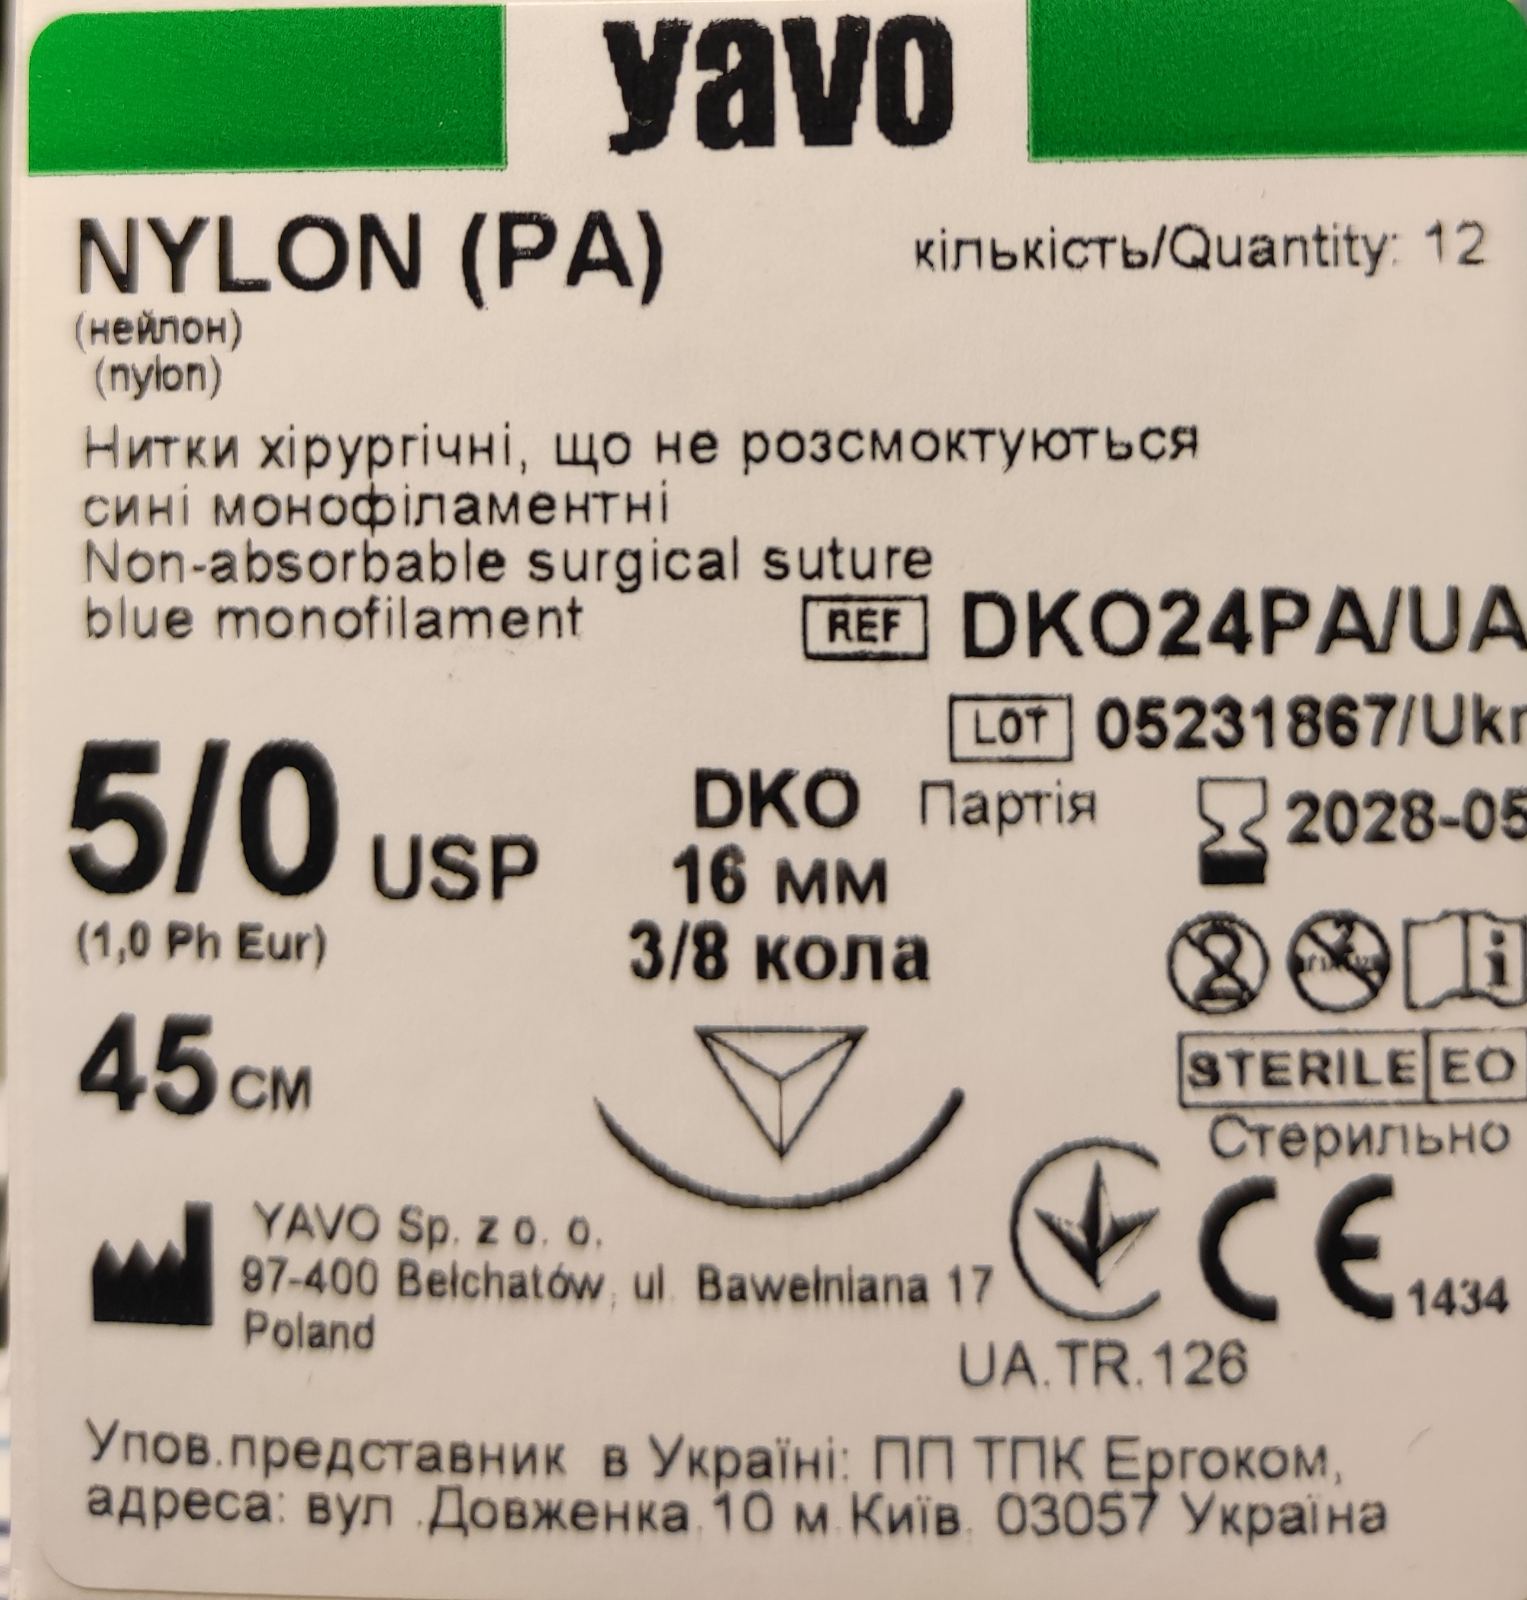 yavo
NYLON (PA)
кількість/Quantity: 12
(нейлон)
(nylon)
Нитки хірургічні, що не розсмоктуються
сині монофіламентні
Non-absorbable surgical suture
blue monofilament
REF DKO24PA/UA
LOT 05231867/Ukr
Партія
2028-05
5/0 USP
(1,0 Ph Eur)
45 см
DKO
16 мм
3/8 кола
2
2
i
STERILE EO
Стерильно
YAVO Sp. z o. o.
97-400 Bełchatów, ul. Bawełniana 17
Poland
CE 1434
UA.TR.126
Упов.представник в Україні: ПП ТПК Ергоком,
адреса: вул .Довженка,10 м.Київ, 03057 Україна